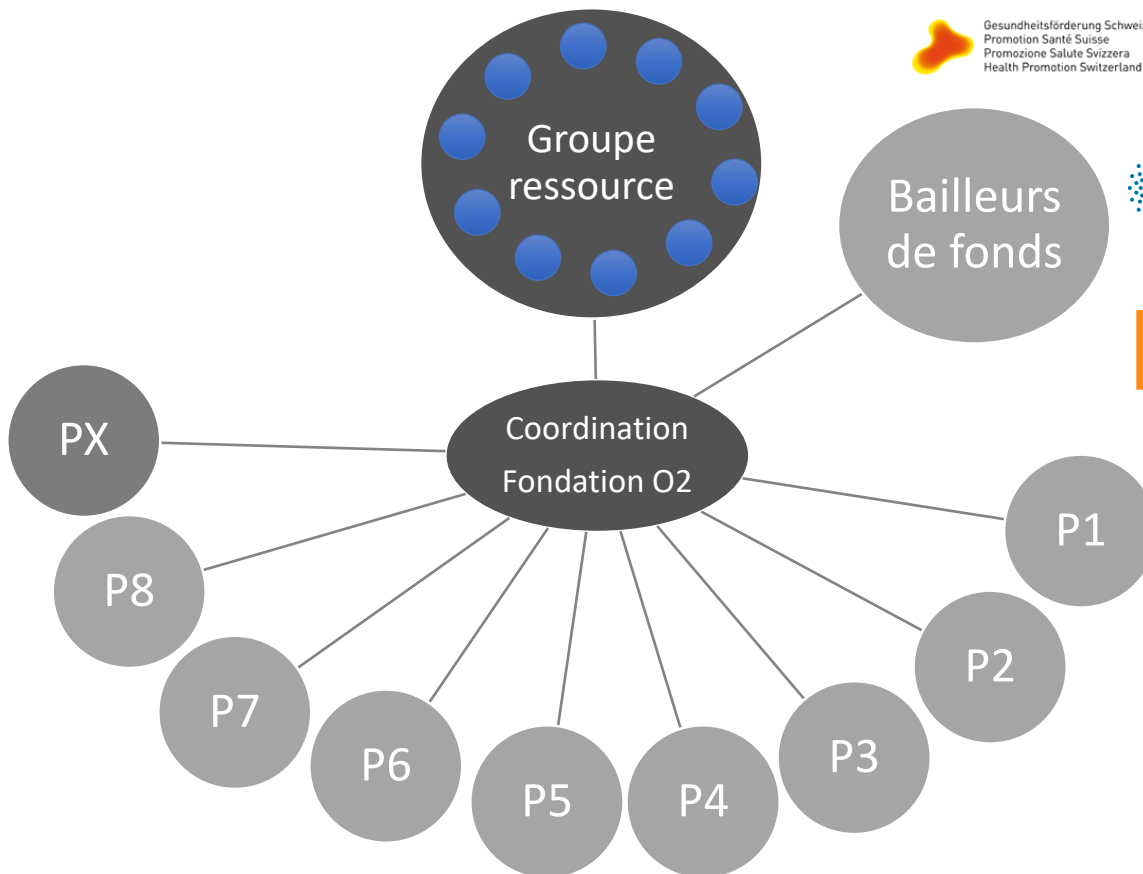 Gesundheitsförderung Schweiz
Promotion Santé Suisse
Promozione Salute Svizzera
Health Promotion Switzerland
Groupe
ressource
Bailleurs
de fonds
Coordination
Fondation O2
PX
P8
P7
P6
P5
P4
P3
P2
P1